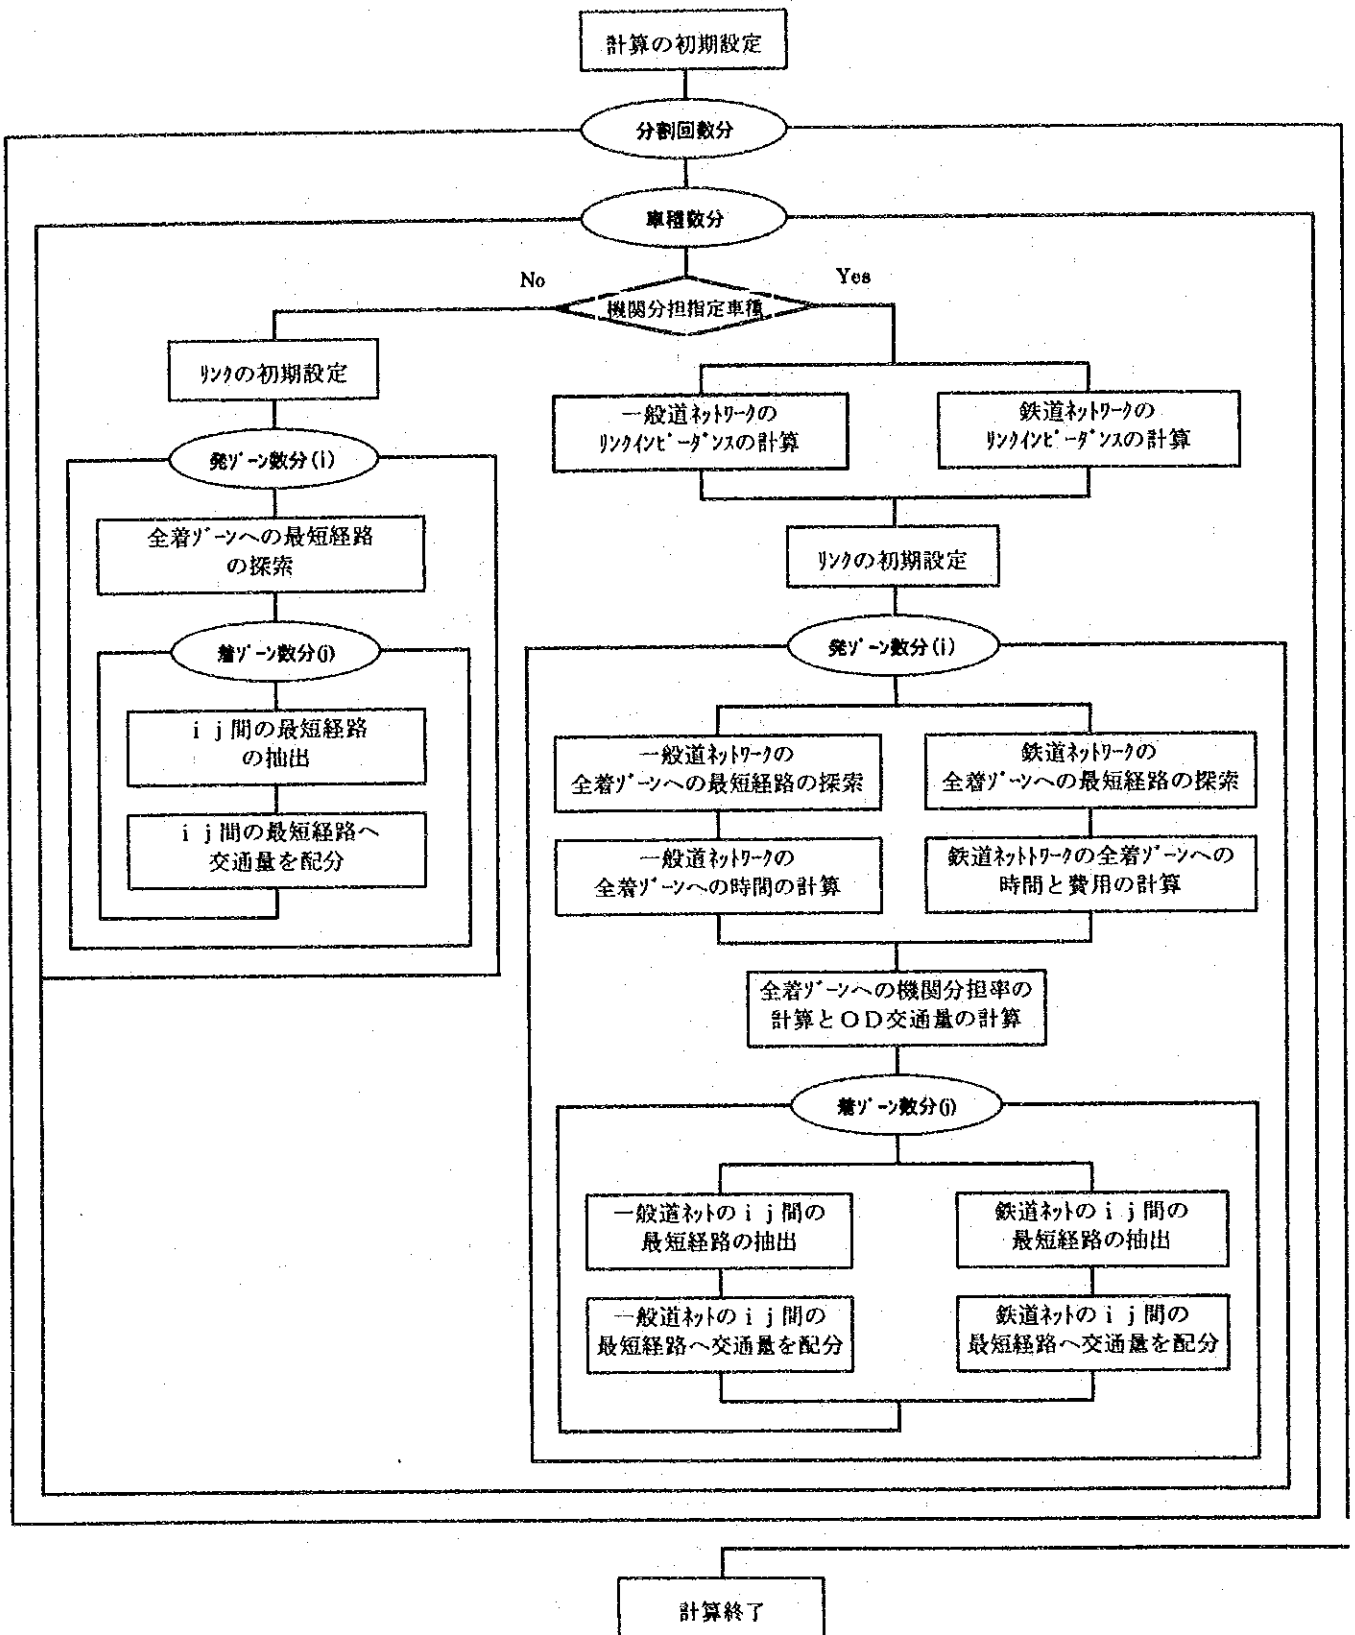 計算の初期設定
分割回数分
車種数分
No
Yes
機関分担指定車種
ﾘﾝｸの初期設定
発ｿﾞｰﾝ数分(i)
全着ｿﾞｰﾝへの最短経路
の探索
着ｿﾞｰﾝ数分(j)
ｉｊ間の最短経路
の抽出
ｉｊ間の最短経路へ
交通量を配分
一般道ﾈｯﾄﾜｰｸの
ﾘﾝｸｲﾝﾋﾟｰﾀﾞﾝｽの計算
鉄道ﾈｯﾄﾜｰｸの
ﾘﾝｸｲﾝﾋﾟｰﾀﾞﾝｽの計算
ﾘﾝｸの初期設定
発ｿﾞｰﾝ数分(i)
一般道ﾈｯﾄﾜｰｸの
全着ｿﾞｰﾝへの最短経路の探索
鉄道ﾈｯﾄﾜｰｸの
全着ｿﾞｰﾝへの最短経路の探索
一般道ﾈｯﾄﾜｰｸの
全着ｿﾞｰﾝへの時間の計算
鉄道ﾈｯﾄﾄﾜｰｸの全着ｿﾞｰﾝへの
時間と費用の計算
全着ｿﾞｰﾝへの機関分担率の
計算とＯＤ交通量の計算
着ｿﾞｰﾝ数分(j)
一般道ﾈｯﾄのｉｊ間の
最短経路の抽出
鉄道ﾈｯﾄのｉｊ間の
最短経路の抽出
一般道ﾈｯﾄのｉｊ間の
最短経路へ交通量を配分
鉄道ﾈｯﾄのｉｊ間の
最短経路へ交通量を配分
計算終了